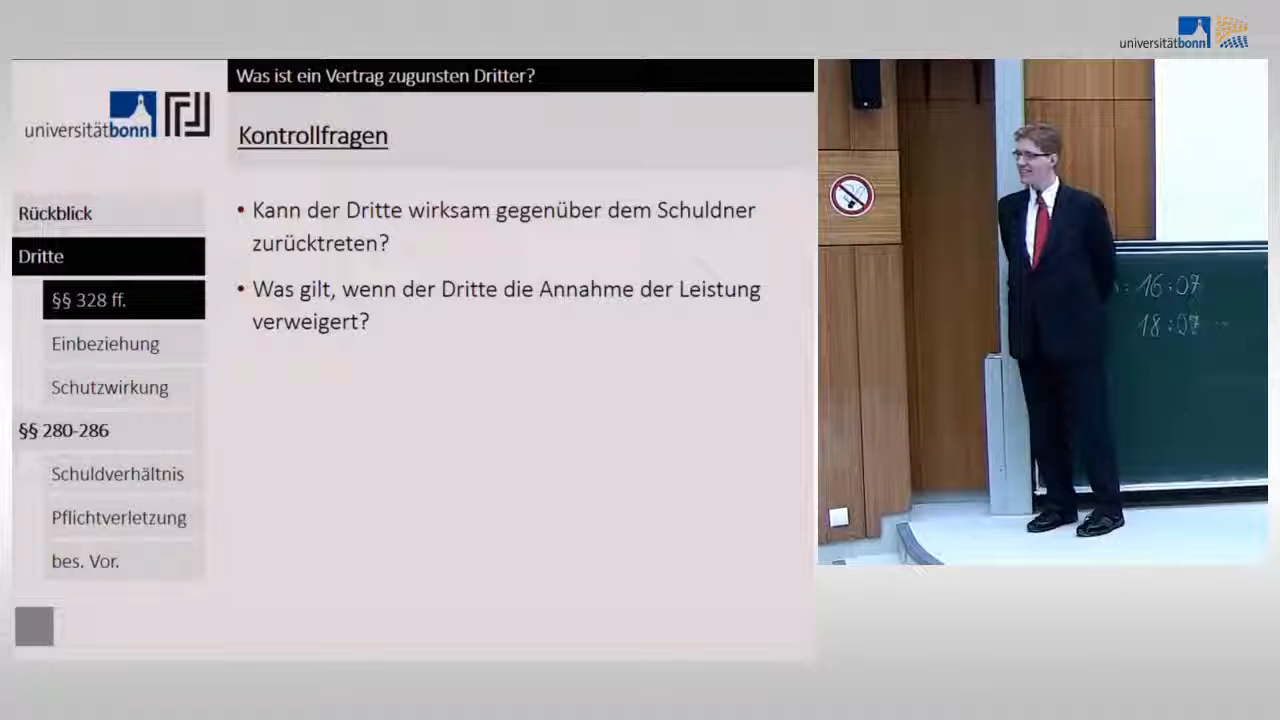 universitätbonn
Was ist ein Vertrag zugunsten Dritter?
universitätbonn
Kontrollfragen
Rückblick
Dritte
§§ 328 ff.
Einbeziehung
Schutzwirkung
§§ 280-286
Schuldverhältnis
Pflichtverletzung
bes. Vor.
• Kann der Dritte wirksam gegenüber dem Schuldner
zurücktreten?
• Was gilt, wenn der Dritte die Annahme der Leistung
verweigert?
: 16:07
18:07